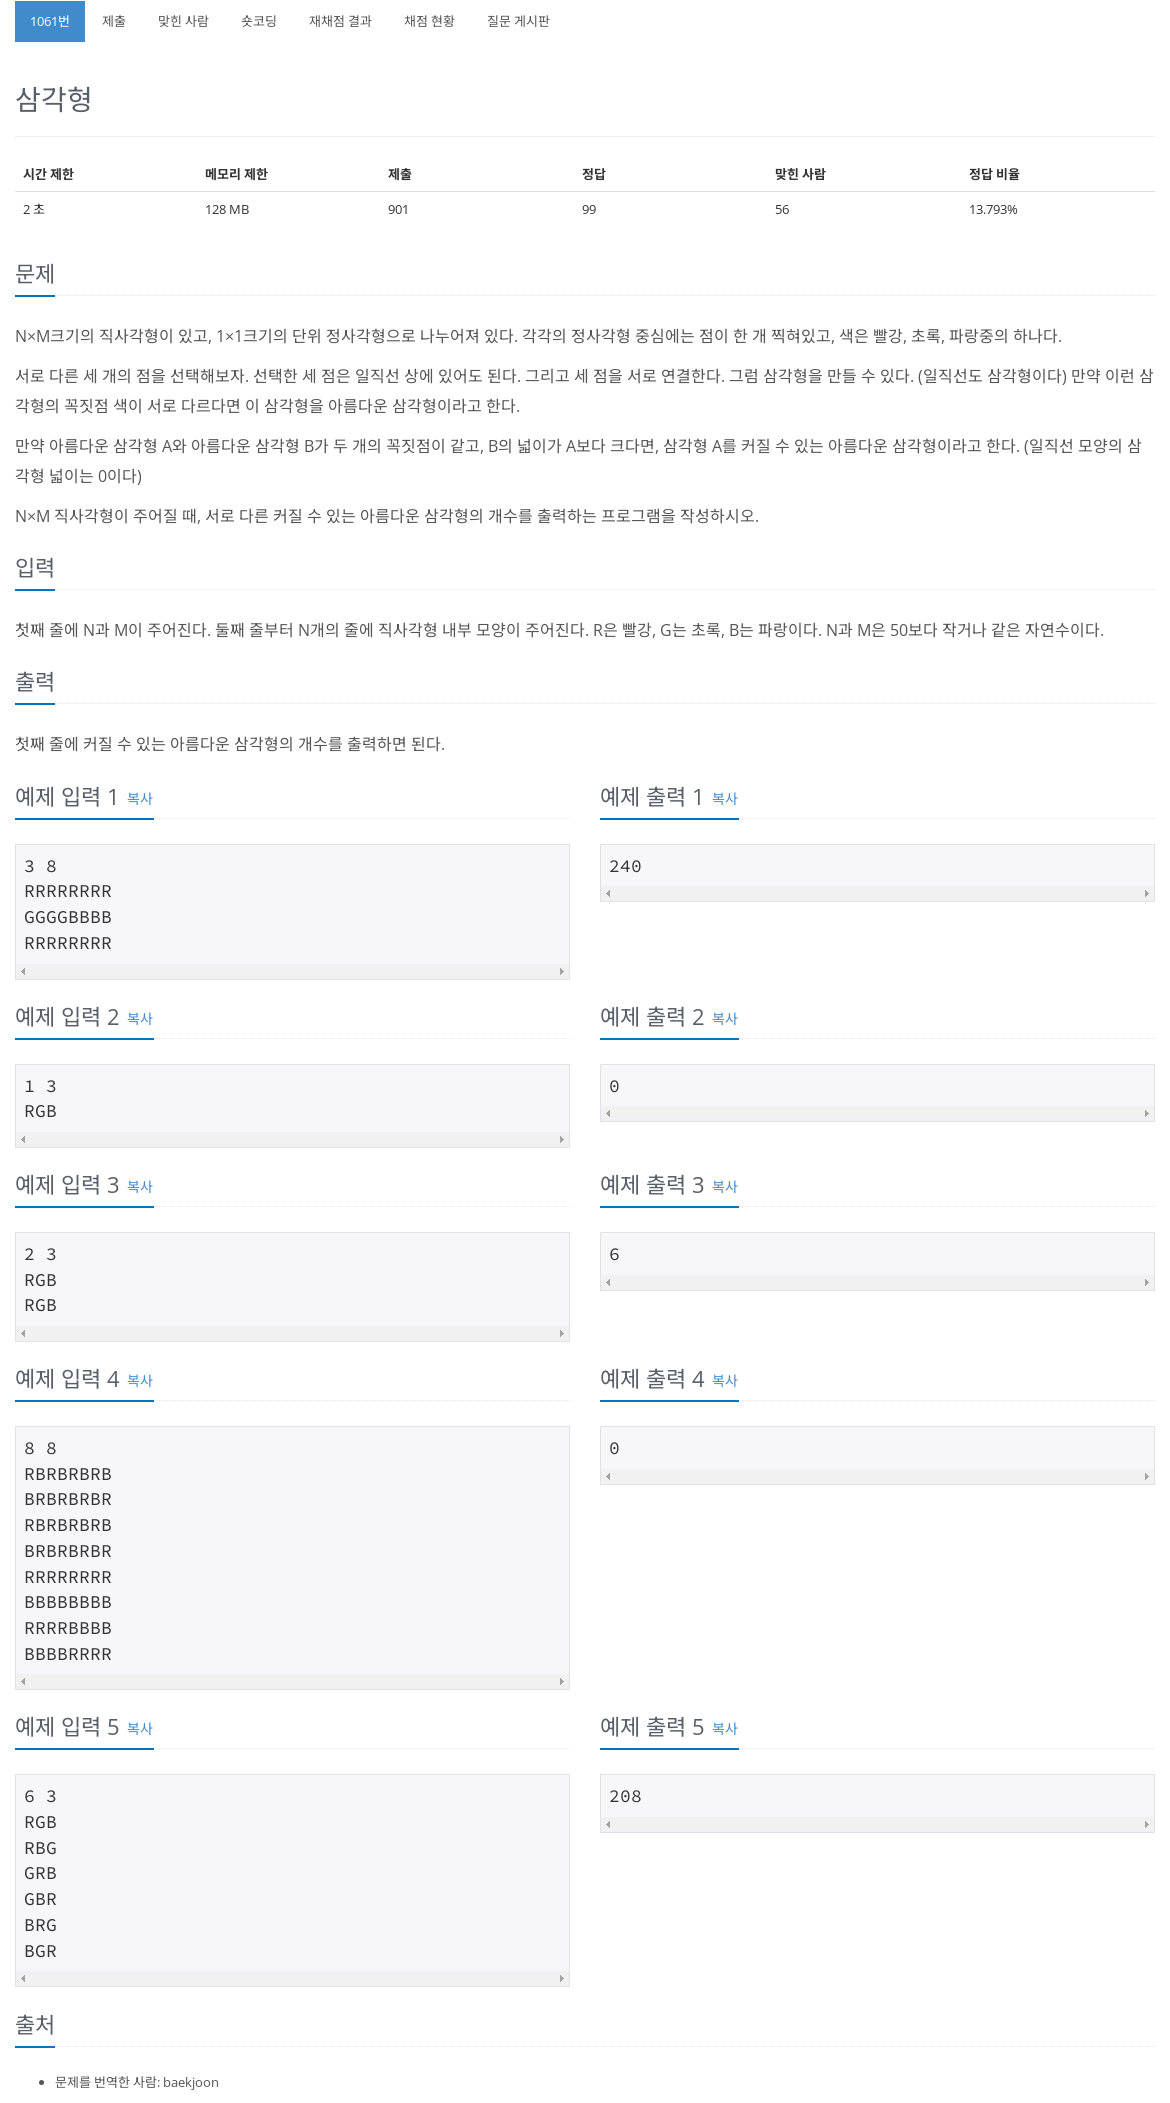 1061번 제출 맞힌 사람 숏코딩 재채점 결과 채점 현황 질문 게시판
삼각형
시간 제한 메모리 제한 제출 정답 맞힌 사람 정답 비율
2 초 128 MB 901 99 56 13.793%
문제
N×M크기의 직사각형이 있고, 1×1크기의 단위 정사각형으로 나누어져 있다. 각각의 정사각형 중심에는 점이 한 개 찍혀있고, 색은 빨강, 초록, 파랑중의 하나다.
서로 다른 세 개의 점을 선택해보자. 선택한 세 점은 일직선 상에 있어도 된다. 그리고 세 점을 서로 연결한다. 그럼 삼각형을 만들 수 있다. (일직선도 삼각형이다) 만약 이런 삼
각형의 꼭짓점 색이 서로 다르다면 이 삼각형을 아름다운 삼각형이라고 한다.
만약 아름다운 삼각형 A와 아름다운 삼각형 B가 두 개의 꼭짓점이 같고, B의 넓이가 A보다 크다면, 삼각형 A를 커질 수 있는 아름다운 삼각형이라고 한다. (일직선 모양의 삼
각형 넓이는 0이다)
N×M 직사각형이 주어질 때, 서로 다른 커질 수 있는 아름다운 삼각형의 개수를 출력하는 프로그램을 작성하시오.
입력
첫째 줄에 N과 M이 주어진다. 둘째 줄부터 N개의 줄에 직사각형 내부 모양이 주어진다. R은 빨강, G는 초록, B는 파랑이다. N과 M은 50보다 작거나 같은 자연수이다.
출력
첫째 줄에 커질 수 있는 아름다운 삼각형의 개수를 출력하면 된다.
예제 입력 1 복사
3 8
RRRRRRRR
GGGGBBBB
RRRRRRRR
예제 출력 1 복사
240
예제 입력 2 복사
1 3
RGB
예제 출력 2 복사
0
예제 입력 3 복사
2 3
RGB
RGB
예제 출력 3 복사
6
예제 입력 4 복사
8 8
RBRBRBRB
BRBRBRBR
RBRBRBRB
BRBRBRBR
RRRRRRRR
BBBBBBBB
RRRRBBBB
BBBBRRRR
예제 출력 4 복사
0
예제 입력 5 복사
6 3
RGB
RBG
GRB
GBR
BRG
BGR
예제 출력 5 복사
208
출처
문제를 번역한 사람: baekjoon